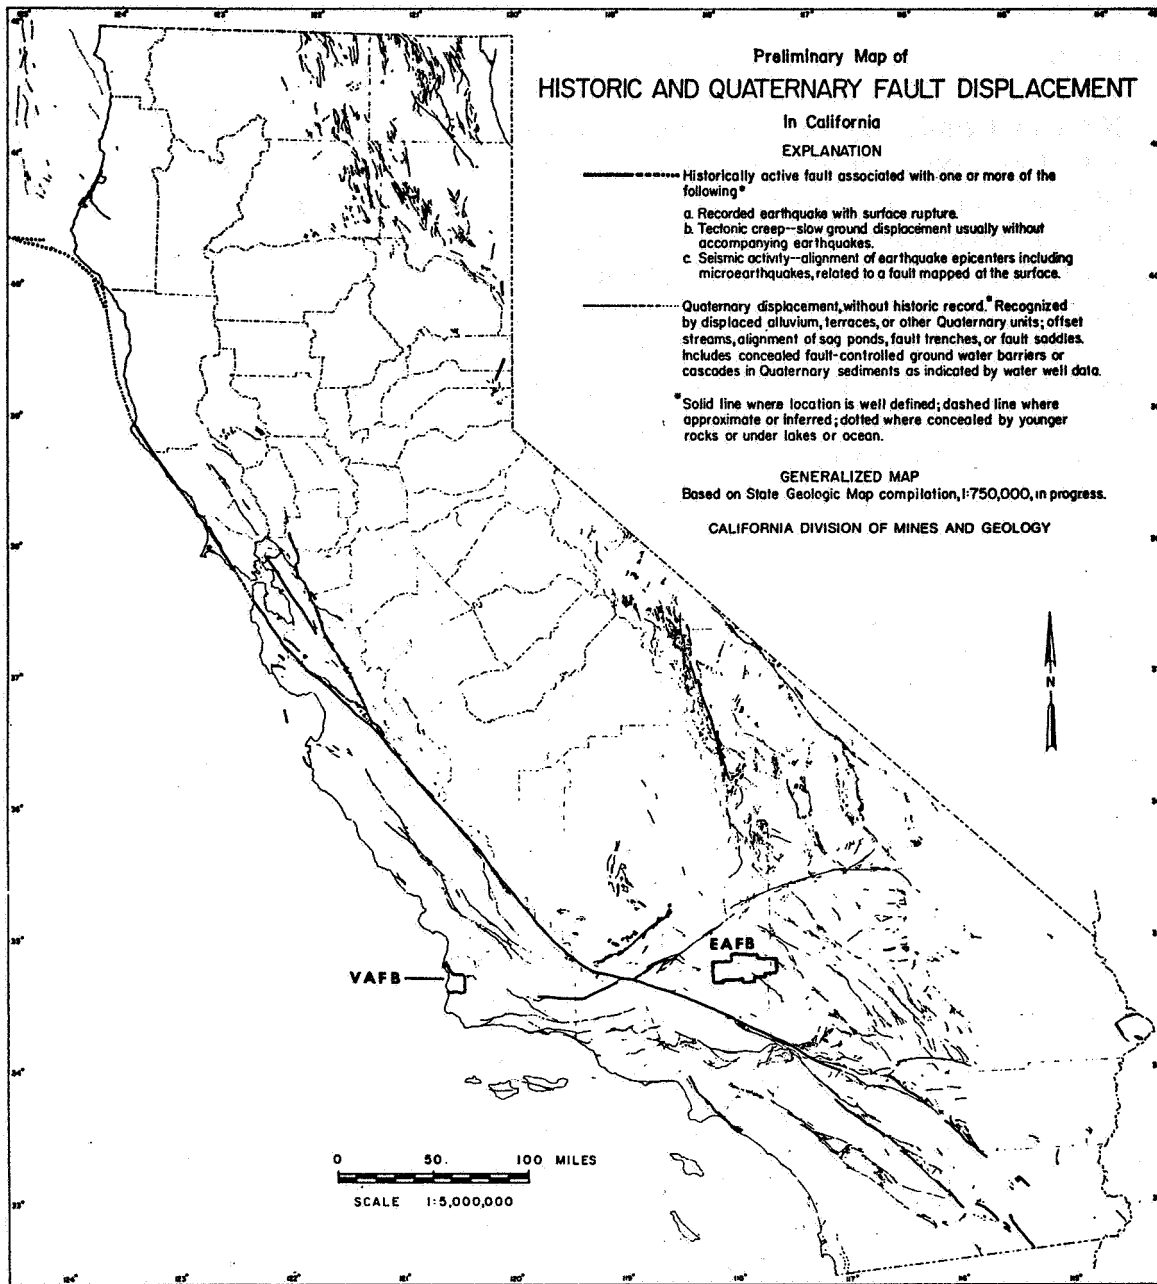 Preliminary Map of
HISTORIC AND QUATERNARY FAULT DISPLACEMENT
in California
EXPLANATION
Historically active fault associated with one or more of the
following*
a. Recorded earthquake with surface rupture.
b. Tectonic creep--slow ground displacement usually without
accompanying earthquakes.
c. Seismic activity--alignment of earthquake epicenters including
microearthquakes, related to a fault mapped at the surface.
Quaternary displacement, without historic record.* Recognized
by displaced alluvium, terraces, or other Quaternary units; offset
streams, alignment of sag ponds, fault trenches, or fault saddles.
Includes concealed fault-controlled ground water barriers or
cascades in Quaternary sediments as indicated by water well data.
*Solid line where location is well defined; dashed line where
approximate or inferred; dotted where concealed by younger
rocks or under lakes or ocean.
GENERALIZED MAP
Based on State Geologic Map compilation, 1:750,000, in progress.
CALIFORNIA DIVISION OF MINES AND GEOLOGY
N
EAFB
VAFB
0 50. 100 MILES
SCALE 1:5,000,000